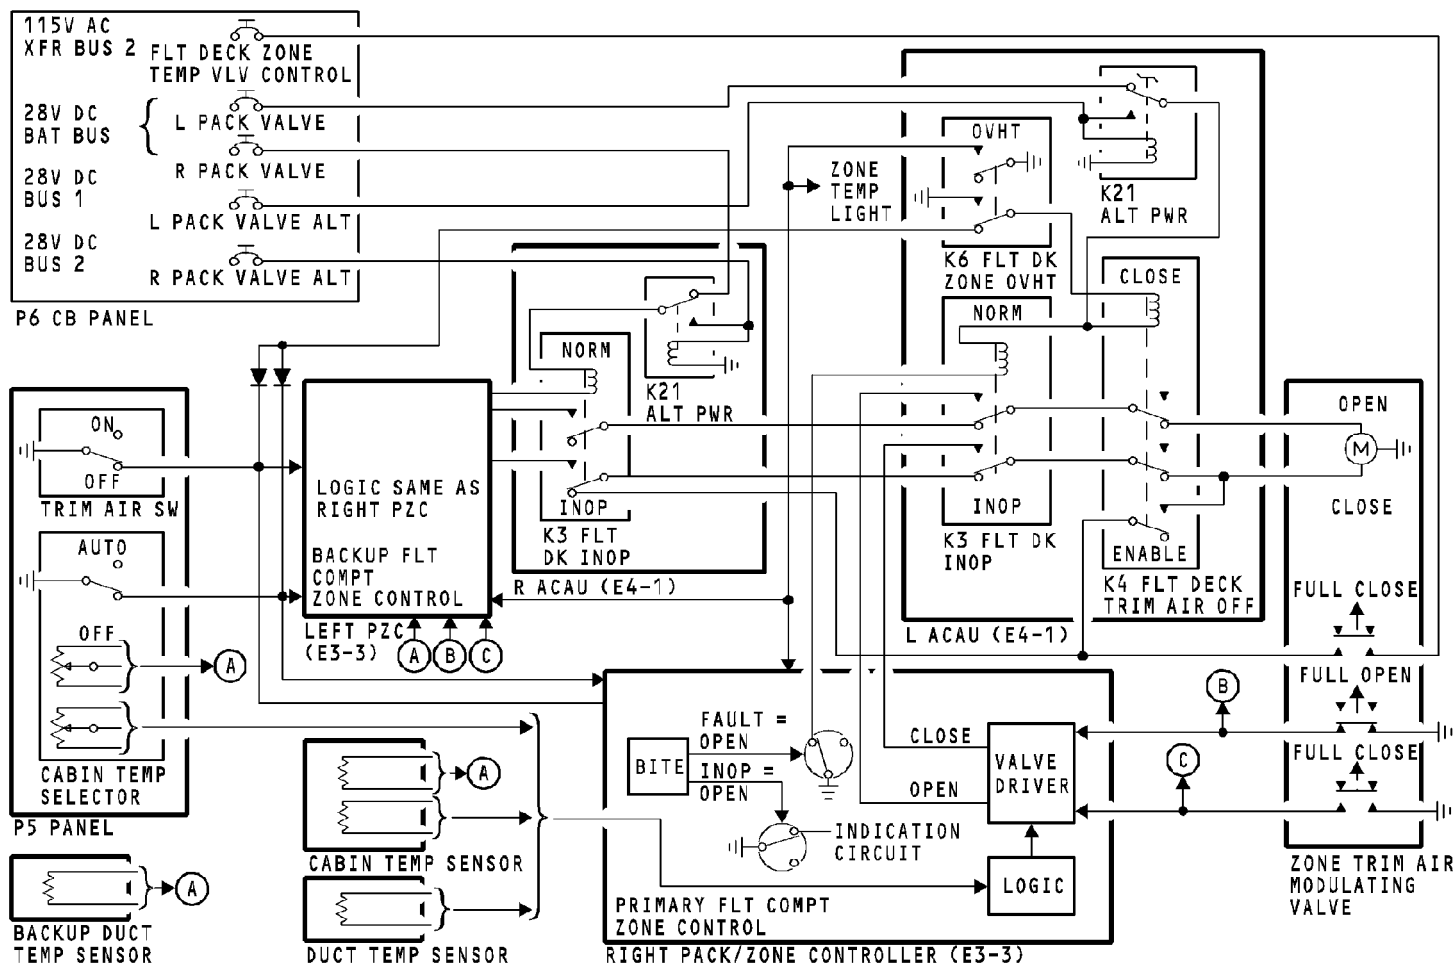 115V AC
XFR BUS 2
FLT DECK ZONE
TEMP VLV CONTROL
28V DC
BAT BUS
L PACK VALVE
R PACK VALVE
28V DC
BUS 1
L PACK VALVE ALT
28V DC
BUS 2
R PACK VALVE ALT
P6 CB PANEL
ON
OFF
TRIM AIR SW
AUTO
OFF
A
CABIN TEMP
SELECTOR
P5 PANEL
A
BACKUP DUCT
TEMP SENSOR
LOGIC SAME AS
RIGHT PZC
BACKUP FLT
COMPT
ZONE CONTROL
LEFT PZC
(E3-3)
A
B
C
NORM
INOP
K3 FLT
DK INOP
K21
ALT PWR
R ACAU (E4-1)
ZONE
TEMP
LIGHT
OVHT
K6 FLT DK
ZONE OVHT
K21
ALT PWR
NORM
INOP
K3 FLT DK
INOP
CLOSE
ENABLE
K4 FLT DECK
TRIM AIR OFF
L ACAU (E4-1)
OPEN
M
CLOSE
FULL CLOSE
FULL OPEN
FULL CLOSE
B
C
ZONE TRIM AIR
MODULATING
VALVE
A
CABIN TEMP SENSOR
DUCT TEMP SENSOR
FAULT =
OPEN
BITE
INOP =
OPEN
INDICATION
CIRCUIT
CLOSE
OPEN
VALVE
DRIVER
LOGIC
PRIMARY FLT COMPT
ZONE CONTROL
RIGHT PACK/ZONE CONTROLLER (E3-3)